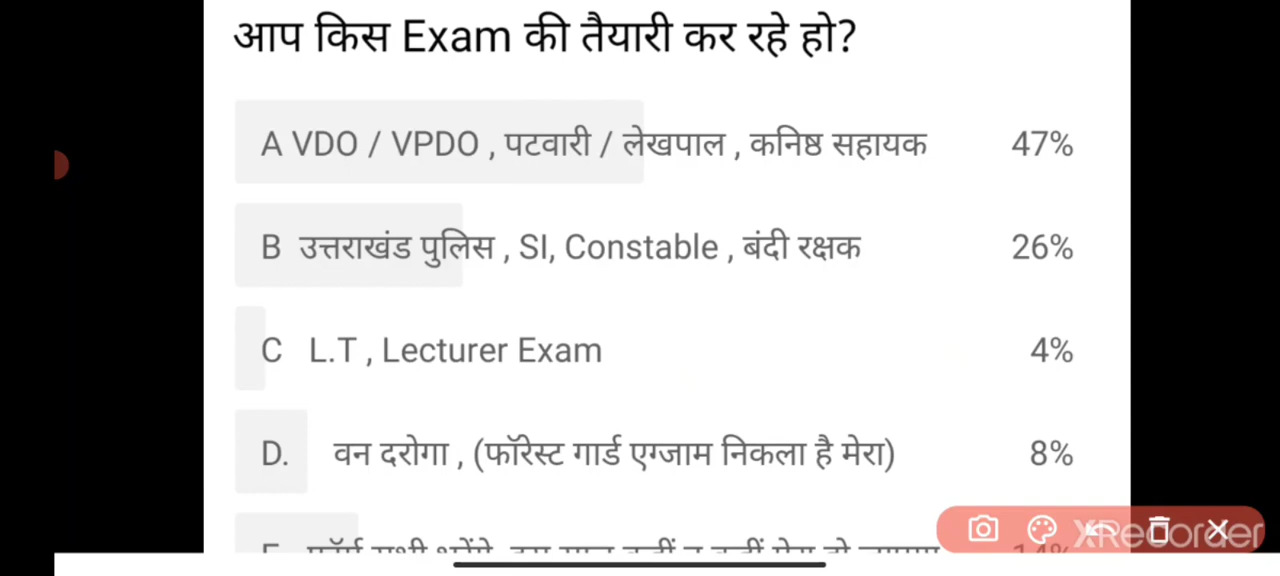 आप किस Exam की तैयारी कर रहे हो?
A VDO / VPDO , पटवारी / लेखपाल , कनिष्ठ सहायक 47%
B उत्तराखंड पुलिस , SI, Constable , बंदी रक्षक 26%
C L.T , Lecturer Exam 4%
D. वन दरोगा , (फॉरेस्ट गार्ड एग्जाम निकला है मेरा) 8%
14%
XRecorder